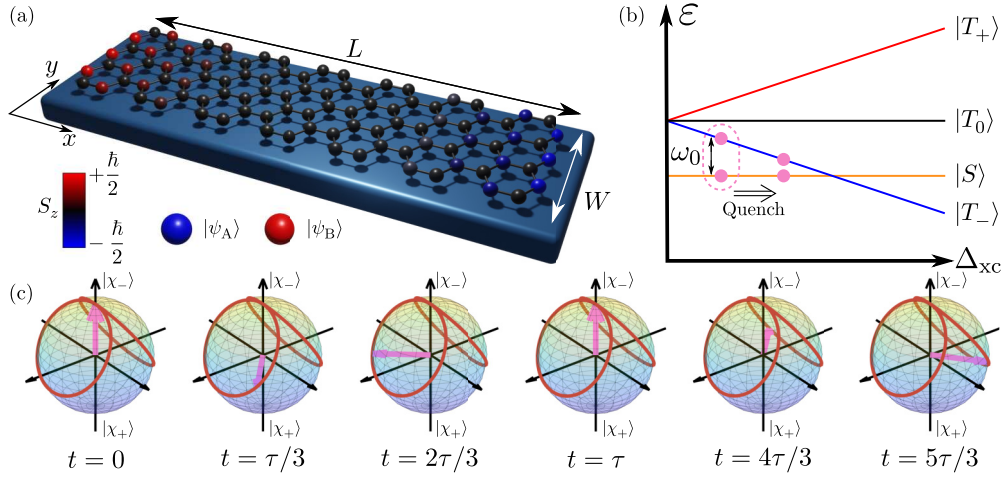 (a)
L
y
x
W
S_z
+ħ/2
− ħ/2
|ψ_A⟩
|ψ_B⟩
(b)
ε
|T_+⟩
|T_0⟩
|S⟩
|T_−⟩
ω_0
Quench
Δ_xc
(c)
|χ_−⟩ |χ_−⟩ |χ_−⟩ |χ_−⟩ |χ_−⟩ |χ_−⟩
|χ_+⟩ |χ_+⟩ |χ_+⟩ |χ_+⟩ |χ_+⟩ |χ_+⟩
t = 0 t = τ/3 t = 2τ/3 t = τ t = 4τ/3 t = 5τ/3